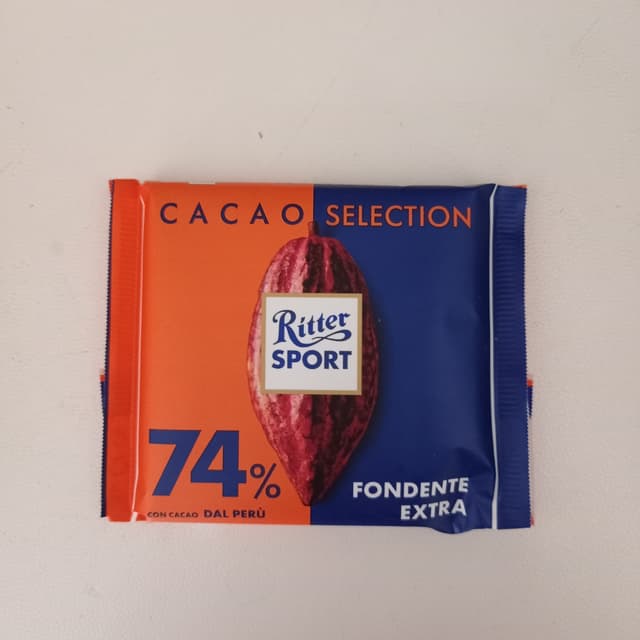 CACAO SELECTION
Ritter
SPORT
74%
CON CACAO DAL PERÙ
FONDENTE
EXTRA